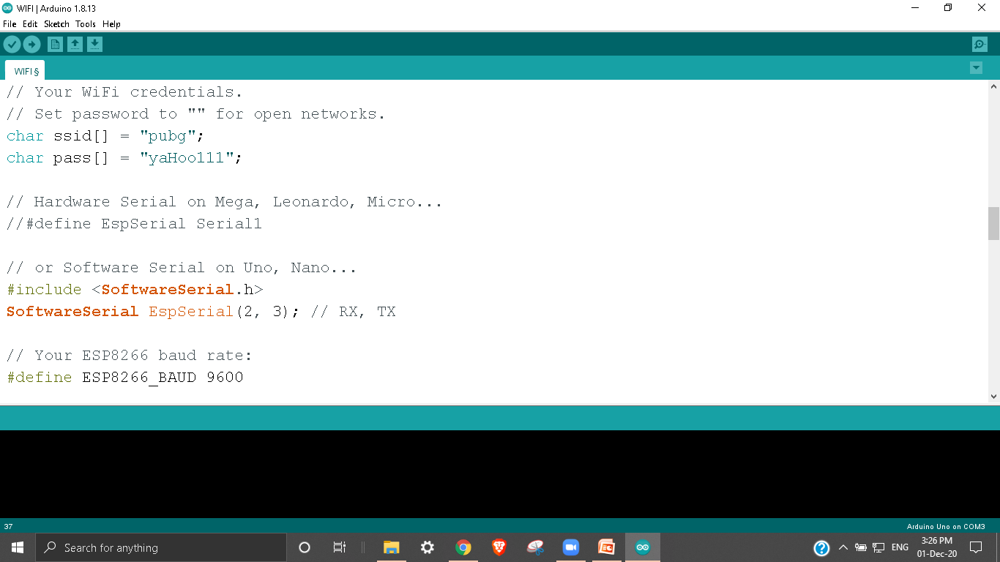 WIFI | Arduino 1.8.13
File Edit Sketch Tools Help
WIFI §
// Your WiFi credentials.
// Set password to "" for open networks.
char ssid[] = "pubg";
char pass[] = "yaHoo111";
// Hardware Serial on Mega, Leonardo, Micro...
//#define EspSerial Serial1
// or Software Serial on Uno, Nano...
#include <SoftwareSerial.h>
SoftwareSerial EspSerial(2, 3); // RX, TX
// Your ESP8266 baud rate:
#define ESP8266_BAUD 9600
37
Arduino Uno on COM3
Search for anything
ENG
3:26 PM
01-Dec-20